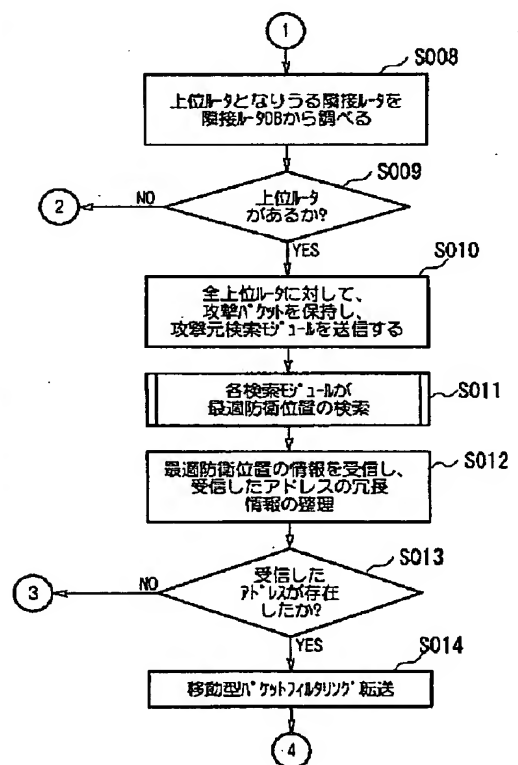 1
S008
上位ルータとなりうる隣接ルータを
隣接ルータDBから調べる
S009
上位ルータ
があるか?
NO
2
YES
S010
全上位ルータに対して、
攻撃パケットを保持し、
攻撃元検索モジュールを送信する
各検索モジュールが
最適防衛位置の検索
S011
S012
最適防衛位置の情報を受信し、
受信したアドレスの冗長
情報の整理
S013
受信した
アドレスが存在
したか?
NO
3
YES
S014
移動型パケットフィルタリング転送
4